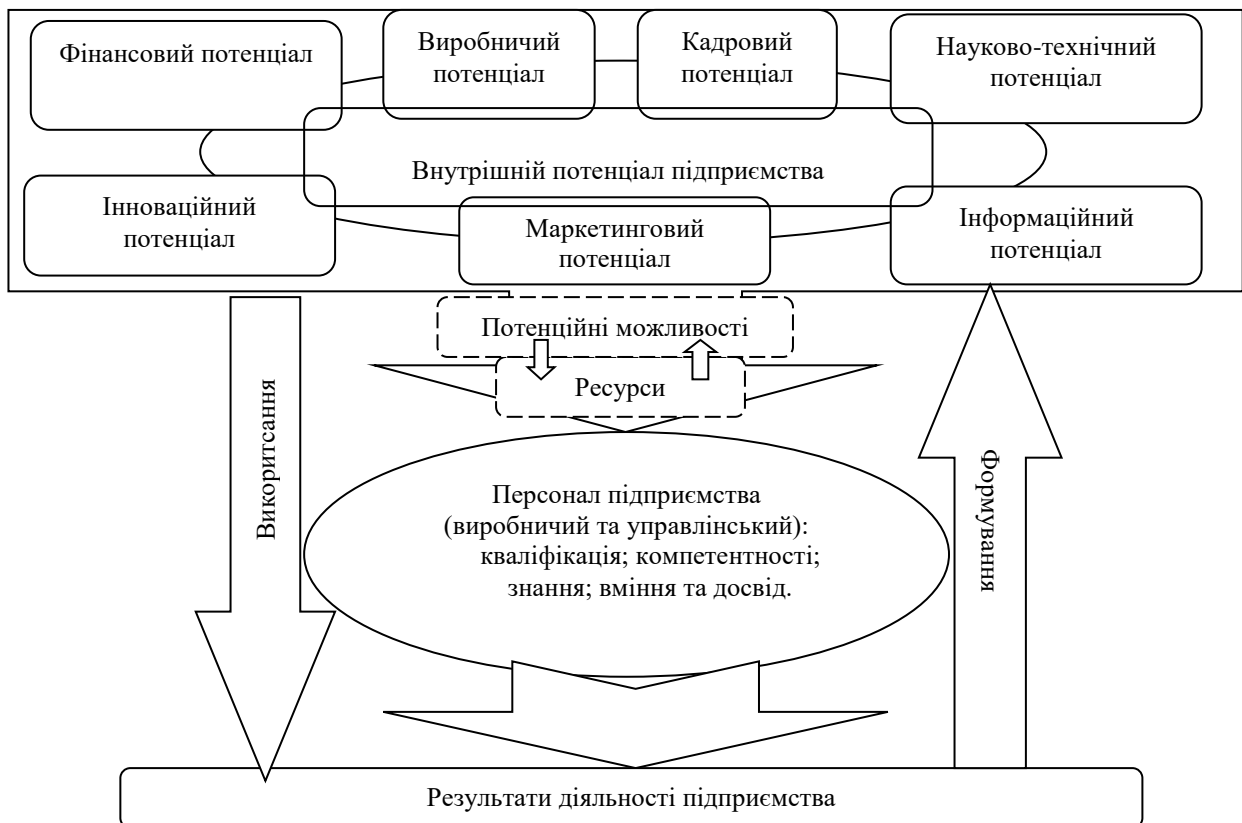 Фінансовий потенціал
Виробничий
потенціал
Кадровий
потенціал
Науково-технічний
потенціал
Внутрішній потенціал підприємства
Інноваційний
потенціал
Маркетинговий
потенціал
Інформаційний
потенціал
Потенційні можливості
Ресурси
Викоритсання
Персонал підприємства
(виробничий та управлінський):
кваліфікація; компетентності;
знання; вміння та досвід.
Формування
Результати діяльності підприємства